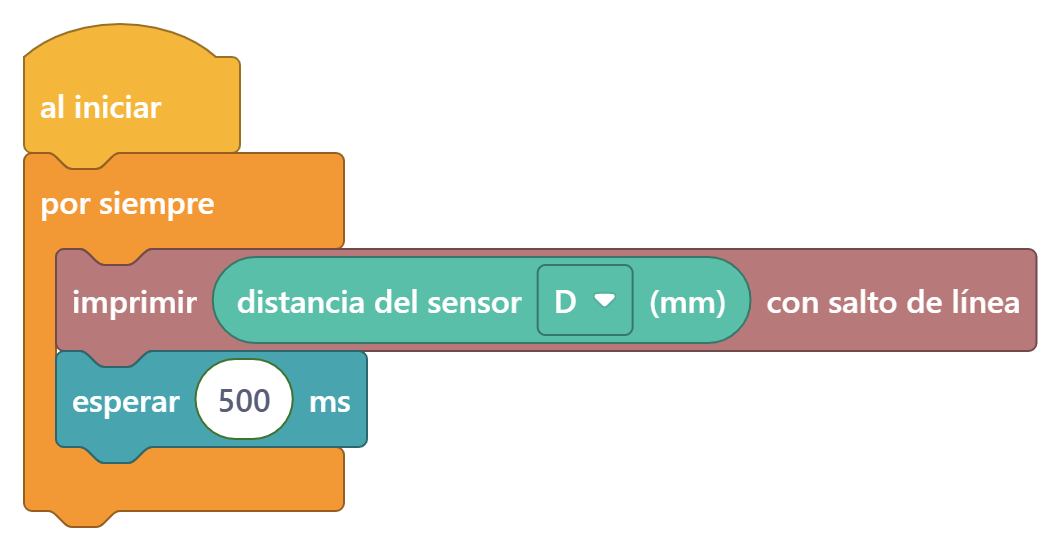 al iniciar
por siempre
imprimir distancia del sensor D (mm) con salto de línea
esperar 500 ms